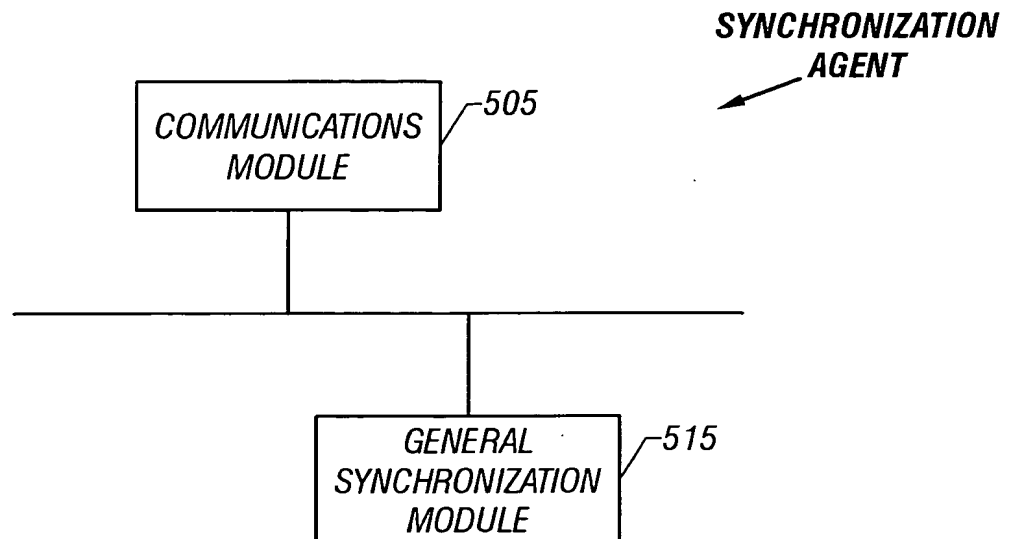 SYNCHRONIZATION
AGENT
COMMUNICATIONS
MODULE
505
GENERAL
SYNCHRONIZATION
MODULE
515